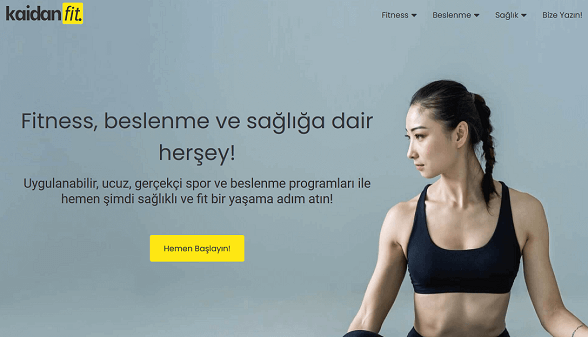 kaidan fit.
Fitness Beslenme Sağlık Bize Yazın!
Fitness, beslenme ve sağlığa dair
herşey!
Uygulanabilir, ucuz, gerçekçi spor ve beslenme programları ile
hemen şimdi sağlıklı ve fit bir yaşama adım atın!
Hemen Başlayın!